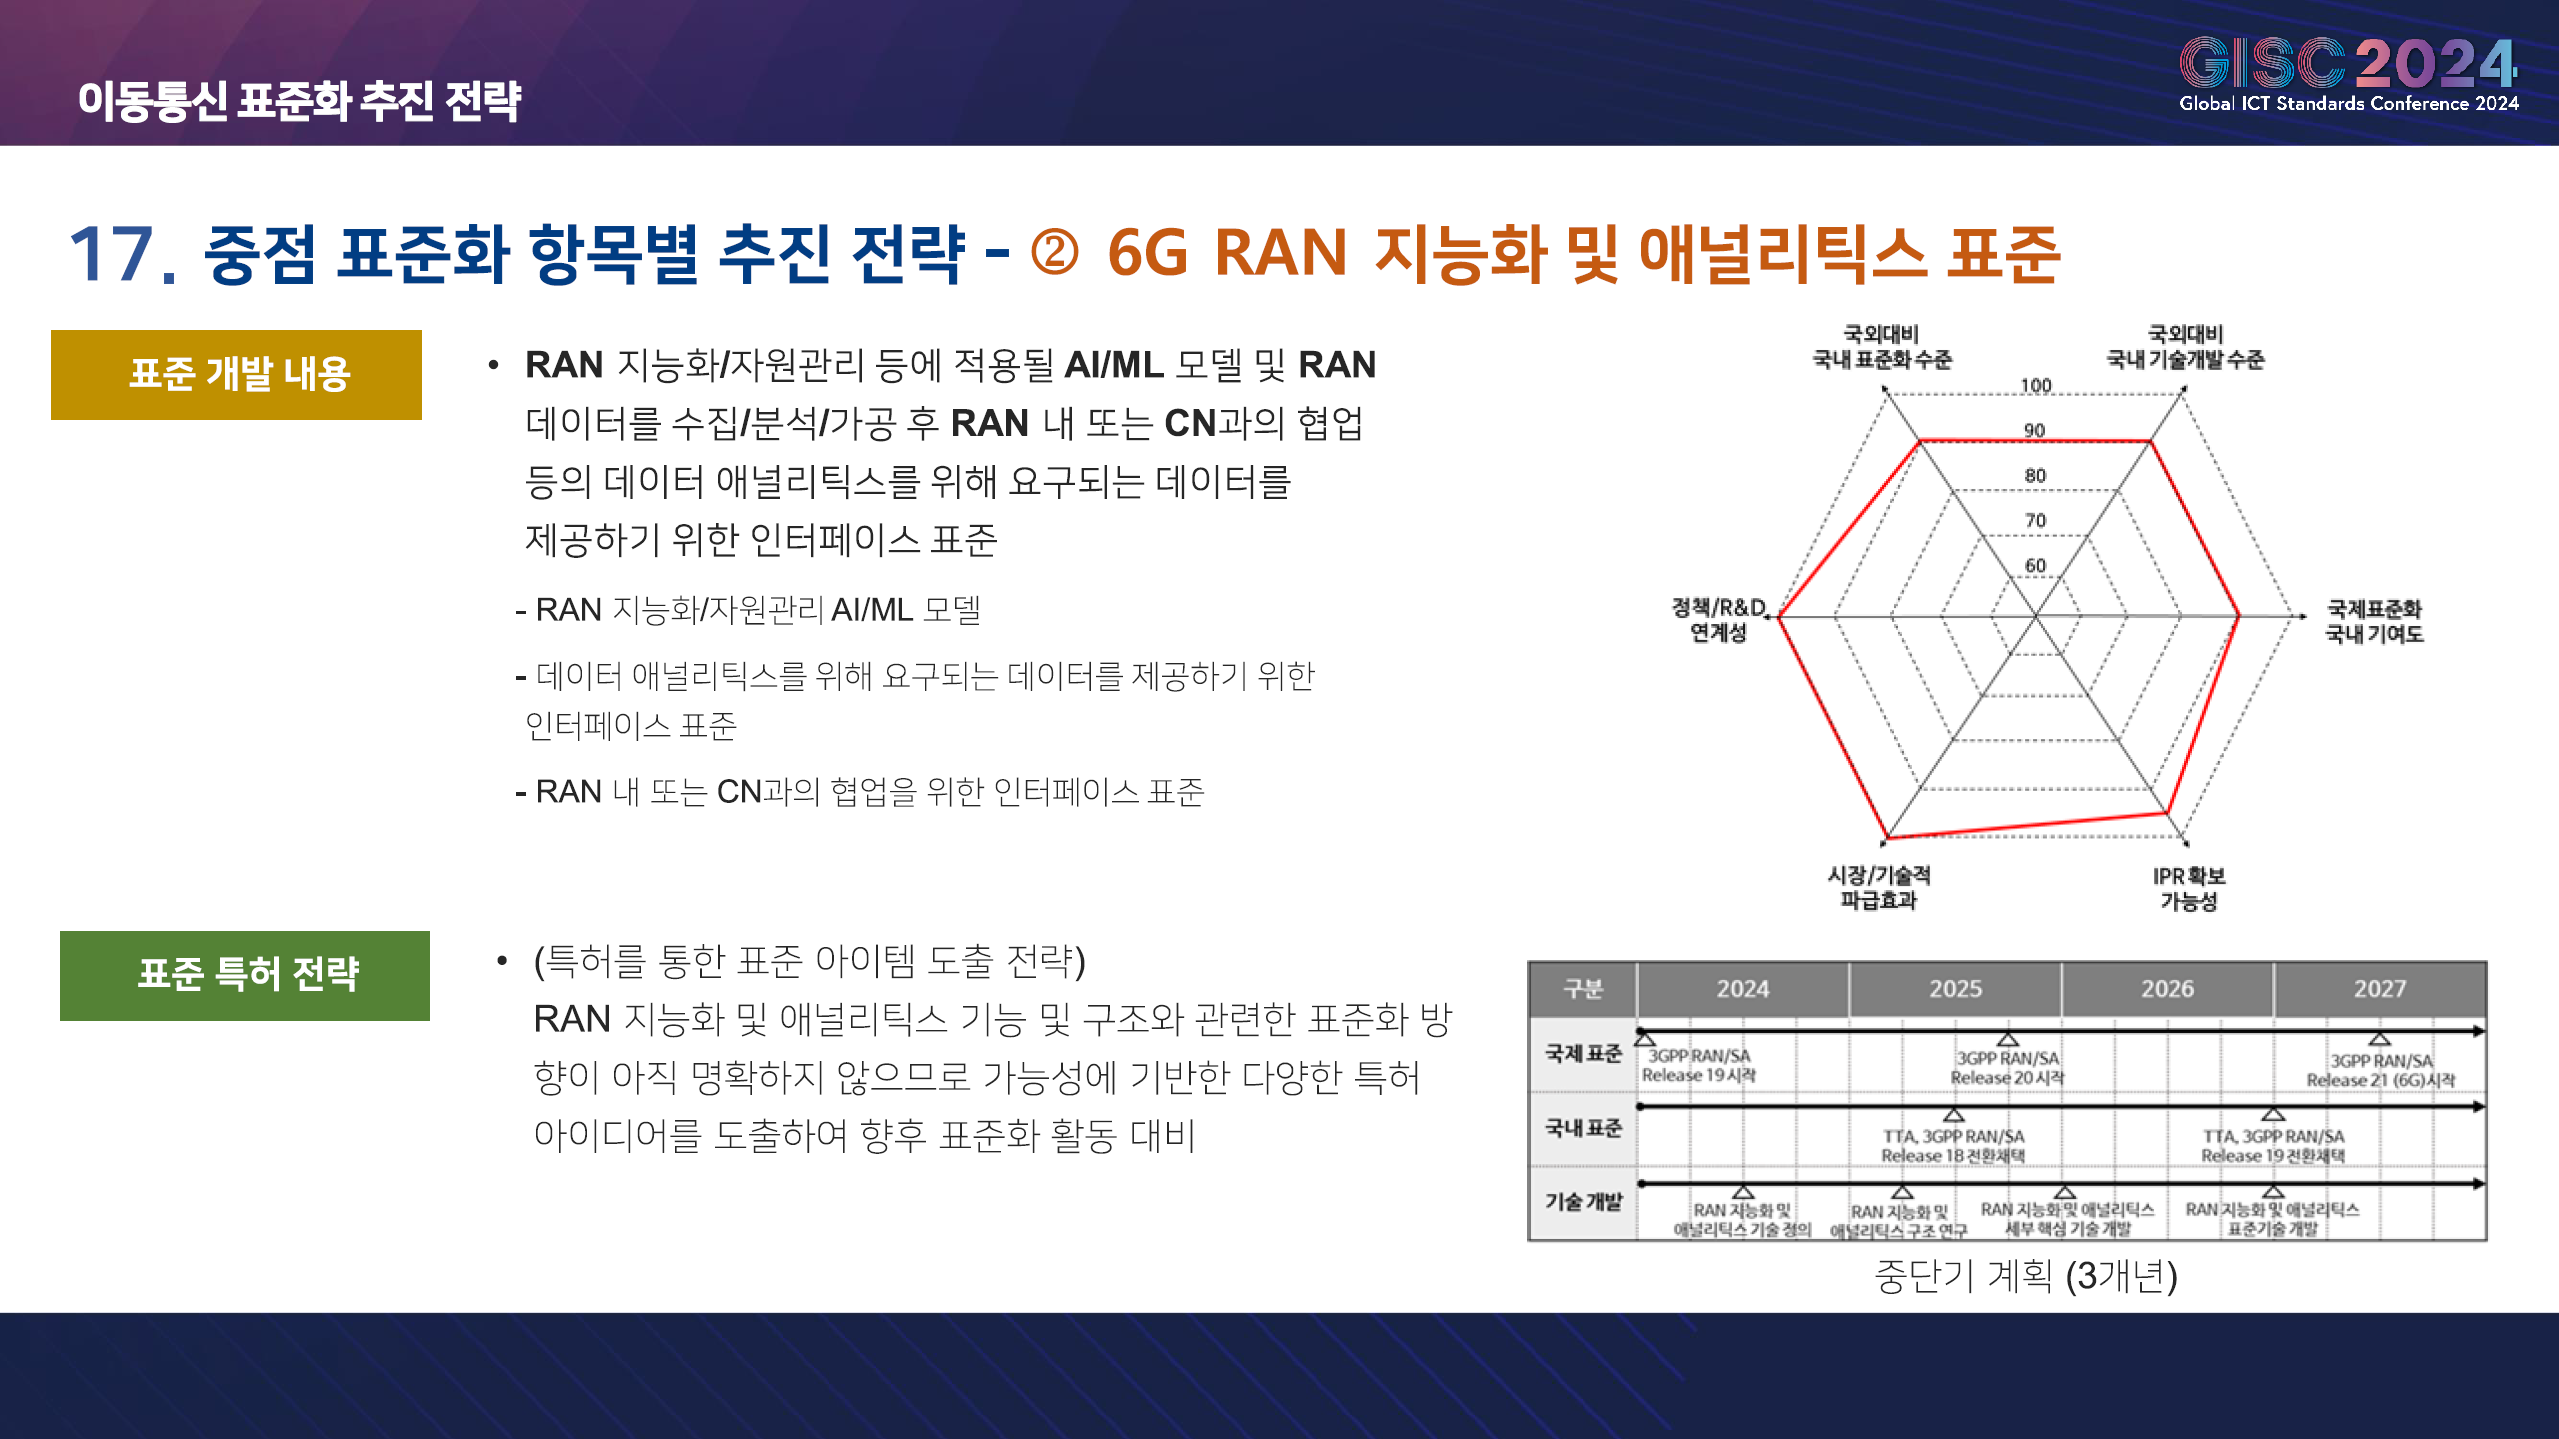 이동통신 표준화 추진 전략
GISC 2024
Global ICT Standards Conference 2024
17. 중점 표준화 항목별 추진 전략 - ② 6G RAN 지능화 및 애널리틱스 표준
표준 개발 내용
• RAN 지능화/자원관리 등에 적용될 AI/ML 모델 및 RAN
데이터를 수집/분석/가공 후 RAN 내 또는 CN과의 협업
등의 데이터 애널리틱스를 위해 요구되는 데이터를
제공하기 위한 인터페이스 표준
- RAN 지능화/자원관리 AI/ML 모델
- 데이터 애널리틱스를 위해 요구되는 데이터를 제공하기 위한
인터페이스 표준
- RAN 내 또는 CN과의 협업을 위한 인터페이스 표준
표준 특허 전략
• (특허를 통한 표준 아이템 도출 전략)
RAN 지능화 및 애널리틱스 기능 및 구조와 관련한 표준화 방
향이 아직 명확하지 않으므로 가능성에 기반한 다양한 특허
아이디어를 도출하여 향후 표준화 활동 대비
국외대비
국내 표준화 수준
국외대비
국내 기술개발 수준
100
90
80
70
60
정책/R&D
연계성
국제표준화
국내 기여도
시장/기술적
파급효과
IPR 확보
가능성
구분 2024 2025 2026 2027
국제 표준
3GPP RAN/SA
Release 19 시작
3GPP RAN/SA
Release 20 시작
3GPP RAN/SA
Release 21 (6G)시작
국내 표준
TTA, 3GPP RAN/SA
Release 18 전환채택
TTA, 3GPP RAN/SA
Release 19 전환채택
기술 개발
RAN 지능화 및
애널리틱스 기술 정의
RAN 지능화 및
애널리틱스 구조 연구
RAN 지능화 및 애널리틱스
세부 핵심 기술 개발
RAN 지능화 및 애널리틱스
표준기술 개발
중단기 계획 (3개년)